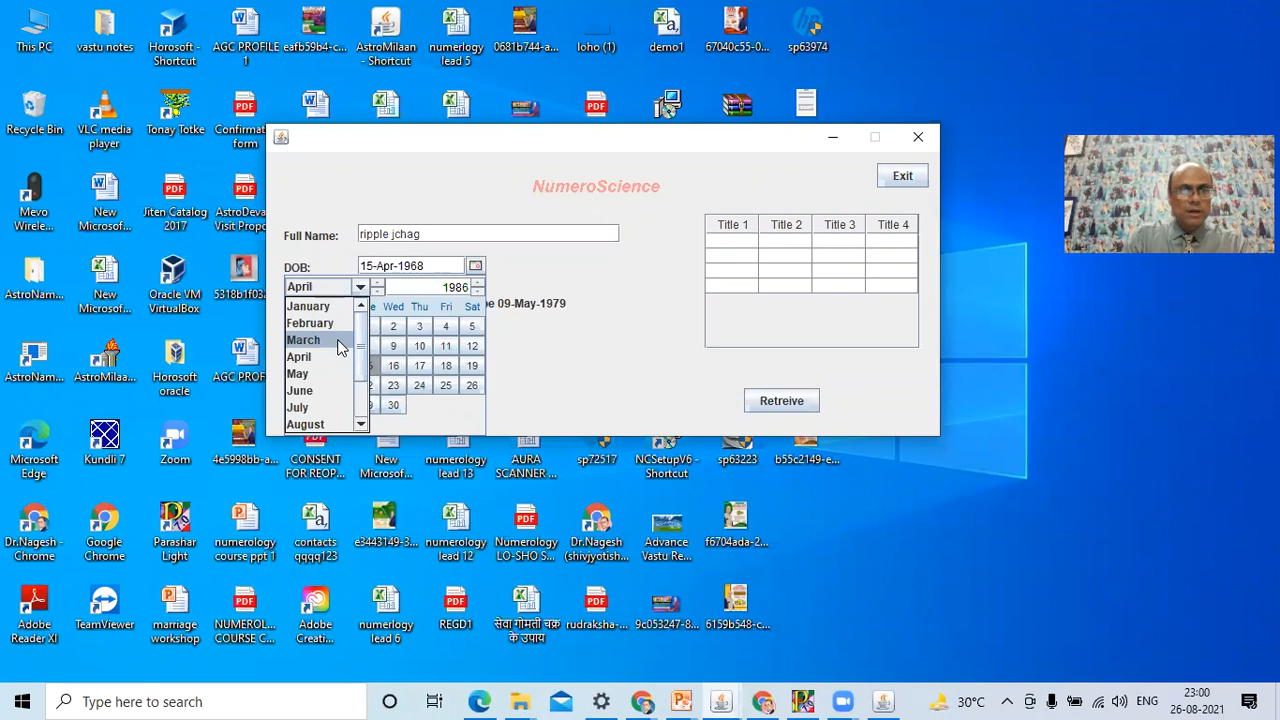 This PC
vastu notes
Horosoft -
Shortcut
AGC PROFILE
1
eafb59b4-c...
AstroMilaan
- Shortcut
numerology
lead 5
0681b744-a...
loho (1)
demo1
67040c55-0...
sp63974
Recycle Bin
VLC media
player
Tonay Totke
Confirmat
form
NumeroScience
Exit
Full Name:
ripple jchag
DOB:
15-Apr-1968
April
1986
e 09-May-1979
January
February
March
April
May
June
July
August
e Wed Thu Fri Sat
2 3 4 5
9 10 11 12
16 17 18 19
23 24 25 26
30
Title 1 Title 2 Title 3 Title 4
Retreive
Mevo
Wirele...
New
Microsof...
Jiten Catalog
2017
AstroDeva
Visit Propo
AstroNam...
New
Microsof...
Oracle VM
VirtualBox
5318b1f03.
AstroNam...
AstroMilaa...
Horosoft
oracle
AGC PROF
Microsoft
Edge
Kundli 7
Zoom
4e5998bb-a...
CONSENT
FOR REOP...
New
Microsof...
numerology
lead 13
AURA
SCANNER ...
sp72517
NCSetupV6 -
Shortcut
sp63223
b55c2149-e...
Dr.Nagesh -
Chrome
Google
Chrome
Parashar
Light
numerology
course ppt 1
contacts
qqqq123
e3443149-3...
numerology
lead 12
Numerology
LO-SHO S...
Dr.Nagesh
(shivjyotish...
Advance
Vastu Re...
f6704ada-2...
Adobe
Reader XI
TeamViewer
marriage
workshop
NUMEROL...
COURSE C...
Adobe
Creati...
numerlogy
lead 6
REGD1
सेवा गोमती चक्र
के उपाय
rudraksha-...
9c053247-8...
6159b548-c...
Type here to search
30°C
ENG
23:00
26-08-2021